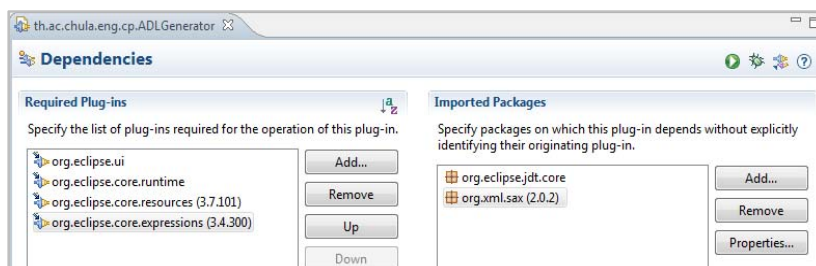 th.ac.chula.eng.cp.ADLGenerator
Dependencies
Required Plug-ins
Specify the list of plug-ins required for the operation of this plug-in.
org.eclipse.ui
org.eclipse.core.runtime
org.eclipse.core.resources (3.7.101)
org.eclipse.core.expressions (3.4.300)
Add...
Remove
Up
Down
Imported Packages
Specify packages on which this plug-in depends without explicitly
identifying their originating plug-in.
org.eclipse.jdt.core
org.xml.sax (2.0.2)
Add...
Remove
Properties...